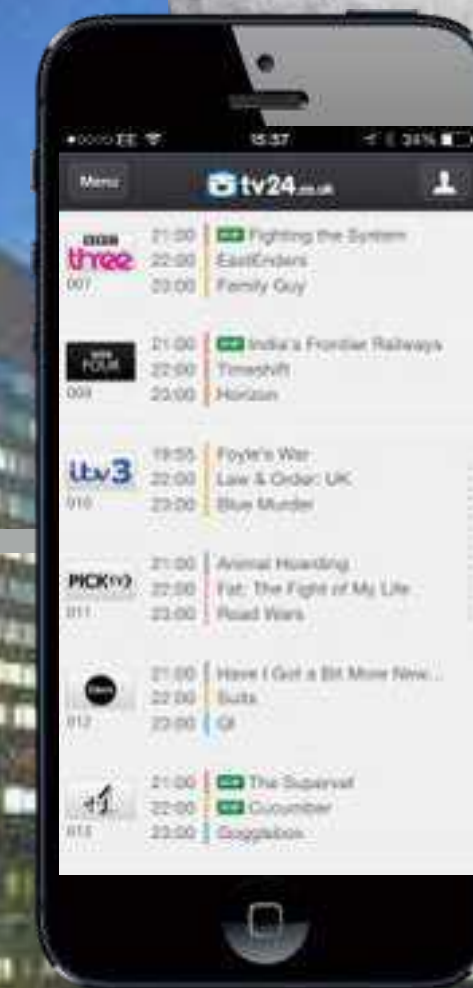 EE 15:37 34%
Menu tv24.co.uk
BBC three 007
21:00 NEW Fighting the System
22:00 EastEnders
23:00 Family Guy
BBC FOUR 009
21:00 NEW India's Frontier Railways
22:00 Timeshift
23:00 Horizon
itv3 010
19:55 Foyle's War
22:00 Law & Order: UK
23:00 Blue Murder
PICK TV 011
21:00 Animal Hoarding
22:00 Fat: The Fight of My Life
23:00 Road Wars
Dave 012
21:00 Have I Got a Bit More New...
22:00 Suits
23:00 QI
4 013
21:00 NEW The Supervet
22:00 NEW Cucumber
23:00 Gogglebox